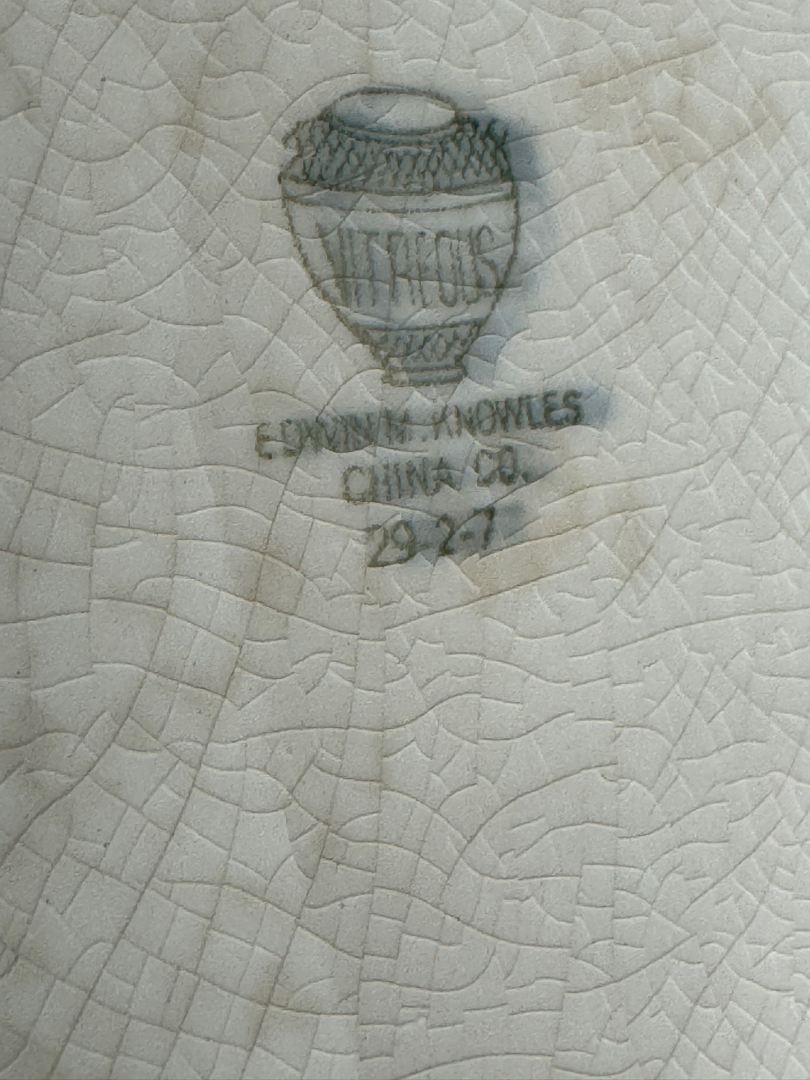 VITREOUS
EDWIN M. KNOWLES
CHINA CO.
29-2-7